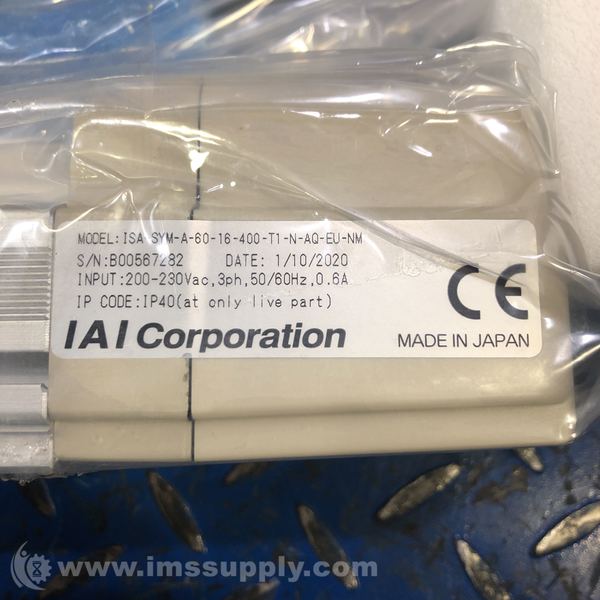 MODEL:ISA-SYM-A-60-16-400-T1-N-AQ-EU-NM
S/N:B00567282 DATE: 1/10/2020
INPUT:200-230Vac,3ph,50/60Hz,0.6A
IP CODE:IP40(at only live part)
IAI Corporation
CE
MADE IN JAPAN
www.imssupply.com